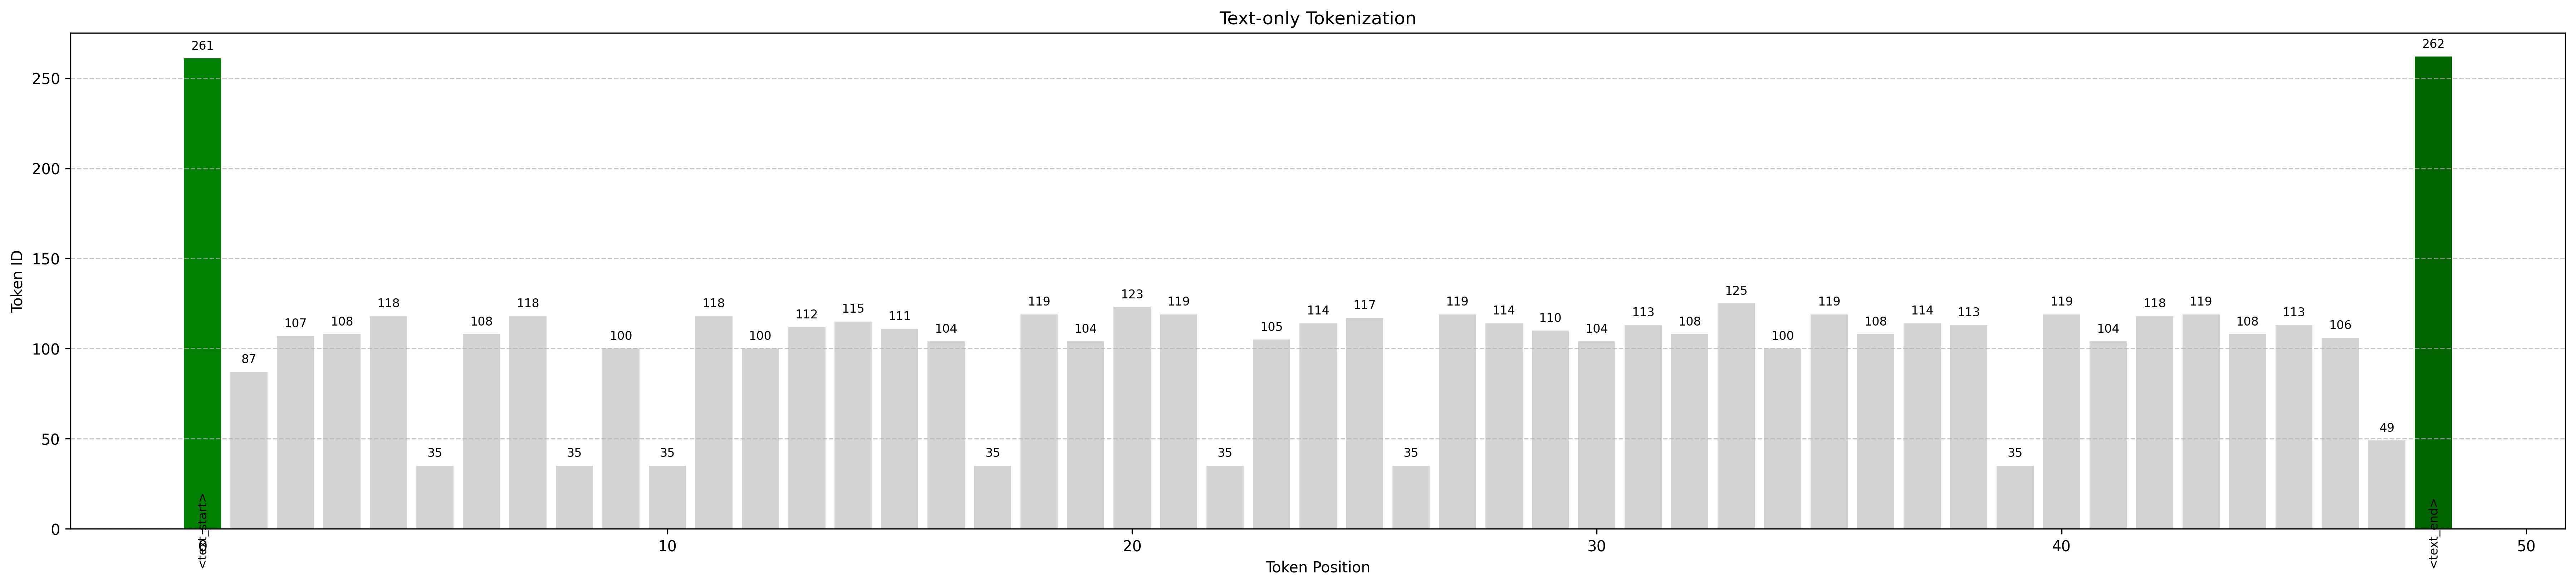 Text-only Tokenization
261 87 107 108 118 35 108 118 35 100 35 118 100 112 115 111 104 35 119 104 123 119 35 105 114 117 35 119 114 110 104 113 108 125 100 119 108 114 113 35 119 104 118 119 108 113 106 49 262
Token ID
250
200
150
100
50
0
<text_start> <text_end>
0 10 20 30 40 50
Token Position